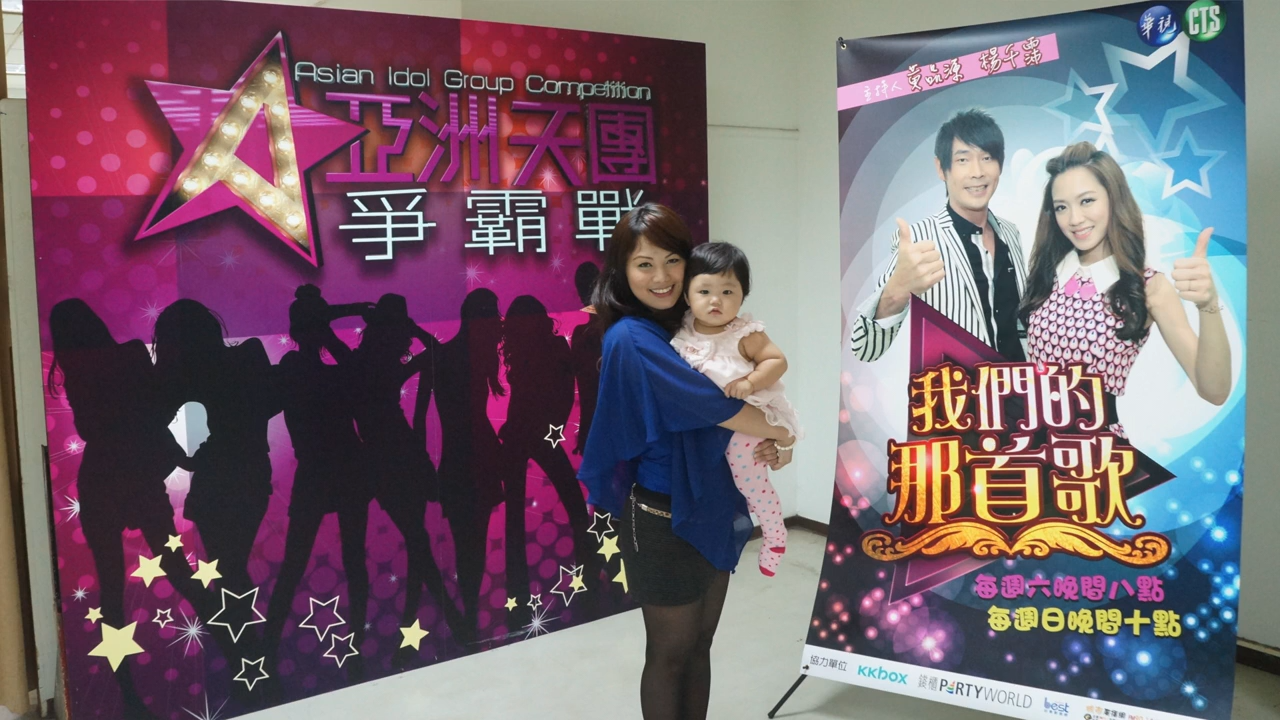 Asian Idol Group Competition
亞洲天團
爭霸戰
華視 CTS
主持人 黃品源 楊千霈
我們的
那首歌
每週六晚間八點
每週日晚間十點
協力單位 KKBOX 錢櫃 PARTYWORLD best